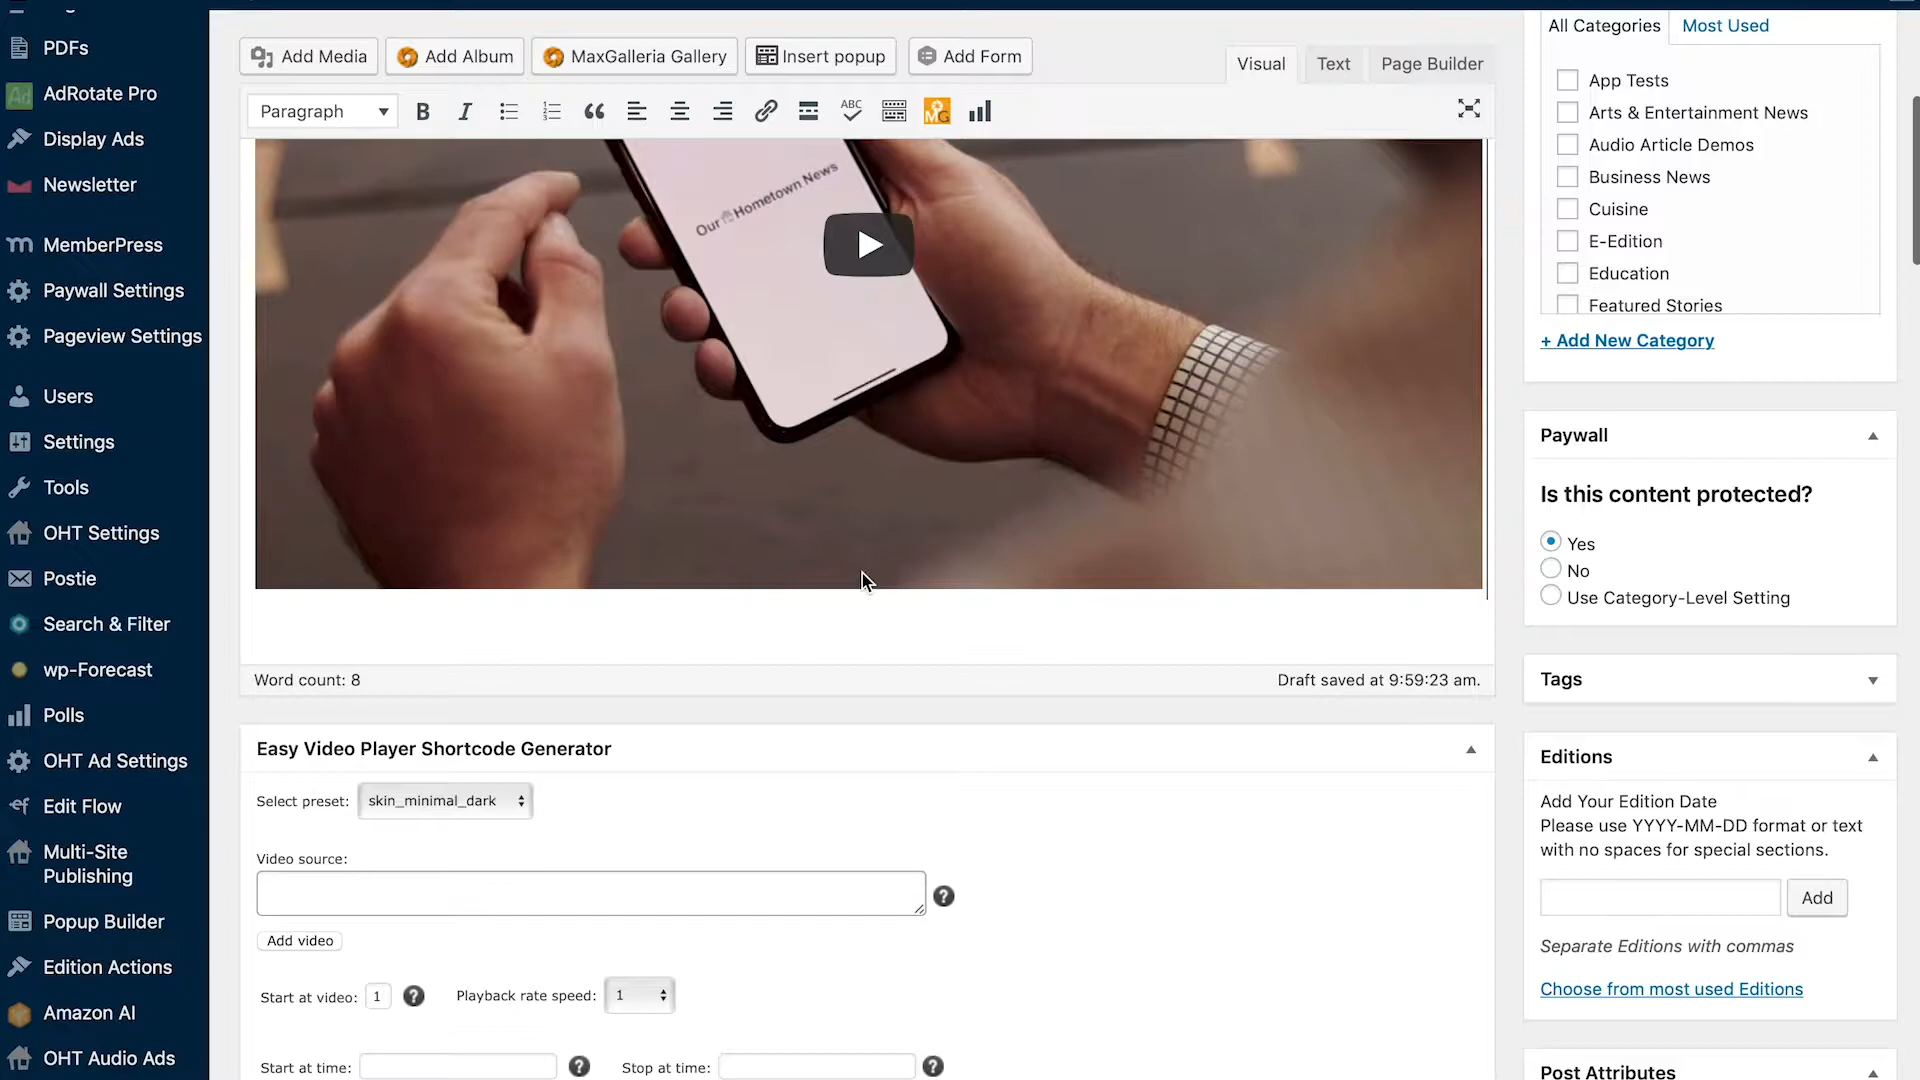 PDFs
AdRotate Pro
Display Ads
Newsletter
MemberPress
Paywall Settings
Pageview Settings
Users
Settings
Tools
OHT Settings
Postie
Search & Filter
wp-Forecast
Polls
OHT Ad Settings
Edit Flow
Multi-Site
Publishing
Popup Builder
Edition Actions
Amazon AI
OHT Audio Ads
Add Media
Add Album
MaxGalleria Gallery
Insert popup
Add Form
Visual
Text
Page Builder
Paragraph
B
I
ABC
MG
Our Hometown News
Word count: 8
Draft saved at 9:59:23 am.
Easy Video Player Shortcode Generator
Select preset:
skin_minimal_dark
Video source:
?
Add video
Start at video:
1
?
Playback rate speed:
1
Start at time:
?
Stop at time:
?
All Categories
Most Used
App Tests
Arts & Entertainment News
Audio Article Demos
Business News
Cuisine
E-Edition
Education
Featured Stories
+ Add New Category
Paywall
Is this content protected?
Yes
No
Use Category-Level Setting
Tags
Editions
Add Your Edition Date
Please use YYYY-MM-DD format or text
with no spaces for special sections.
Add
Separate Editions with commas
Choose from most used Editions
Post Attributes